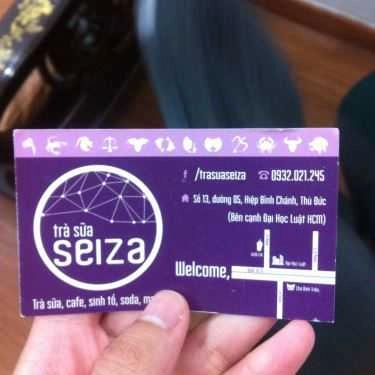 /trasuaseiza
0932.021.245
Số 13, đường 05, Hiệp Bình Chánh, Thủ Đức
(Bên cạnh Đại Học Luật HCM)
trà sữa
seiza
Welcome,
Trà sữa, cafe, sinh tố, soda, ma